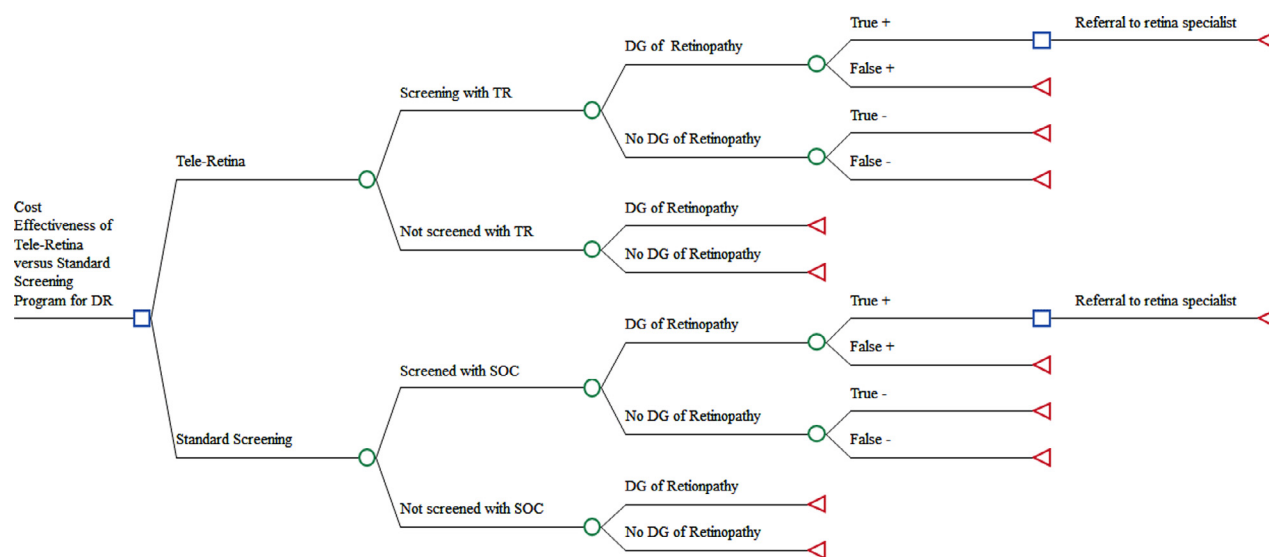 True +
Referral to retina specialist
DG of  Retinopathy
False +
Screening with TR
True -
No DG of Retinopathy
False -
Tele-Retina
DG of Retinopathy
Not screened with TR
No DG of Retinopathy
Cost
Effectiveness of
Tele-Retina
versus Standard
Screening
Program for DR
True +
Referral to retina specialist
DG of Retinopathy
False +
Screened with SOC
True -
No DG of Retinopathy
False -
Standard Screening
DG of Retionpathy
Not screened with SOC
No DG of Retinopathy